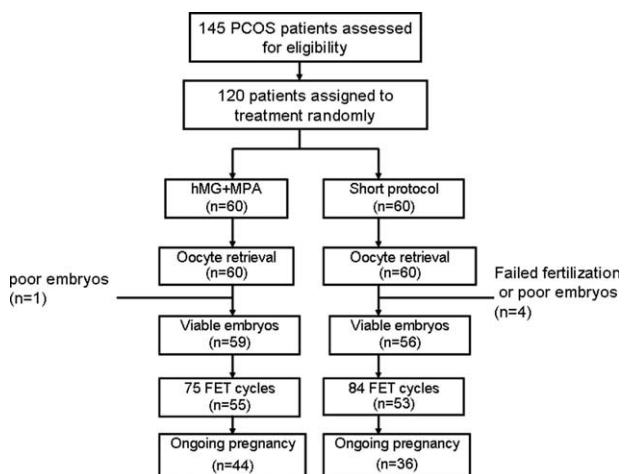 145 PCOS patients assessed
for eligibility
120 patients assigned to
treatment randomly
hMG+MPA
(n=60)
Short protocol
(n=60)
Oocyte retrieval
(n=60)
Oocyte retrieval
(n=60)
poor embryos
(n=1)
Failed fertilization
or poor embryos
(n=4)
Viable embryos
(n=59)
Viable embryos
(n=56)
75 FET cycles
(n=55)
84 FET cycles
(n=53)
Ongoing pregnancy
(n=44)
Ongoing pregnancy
(n=36)